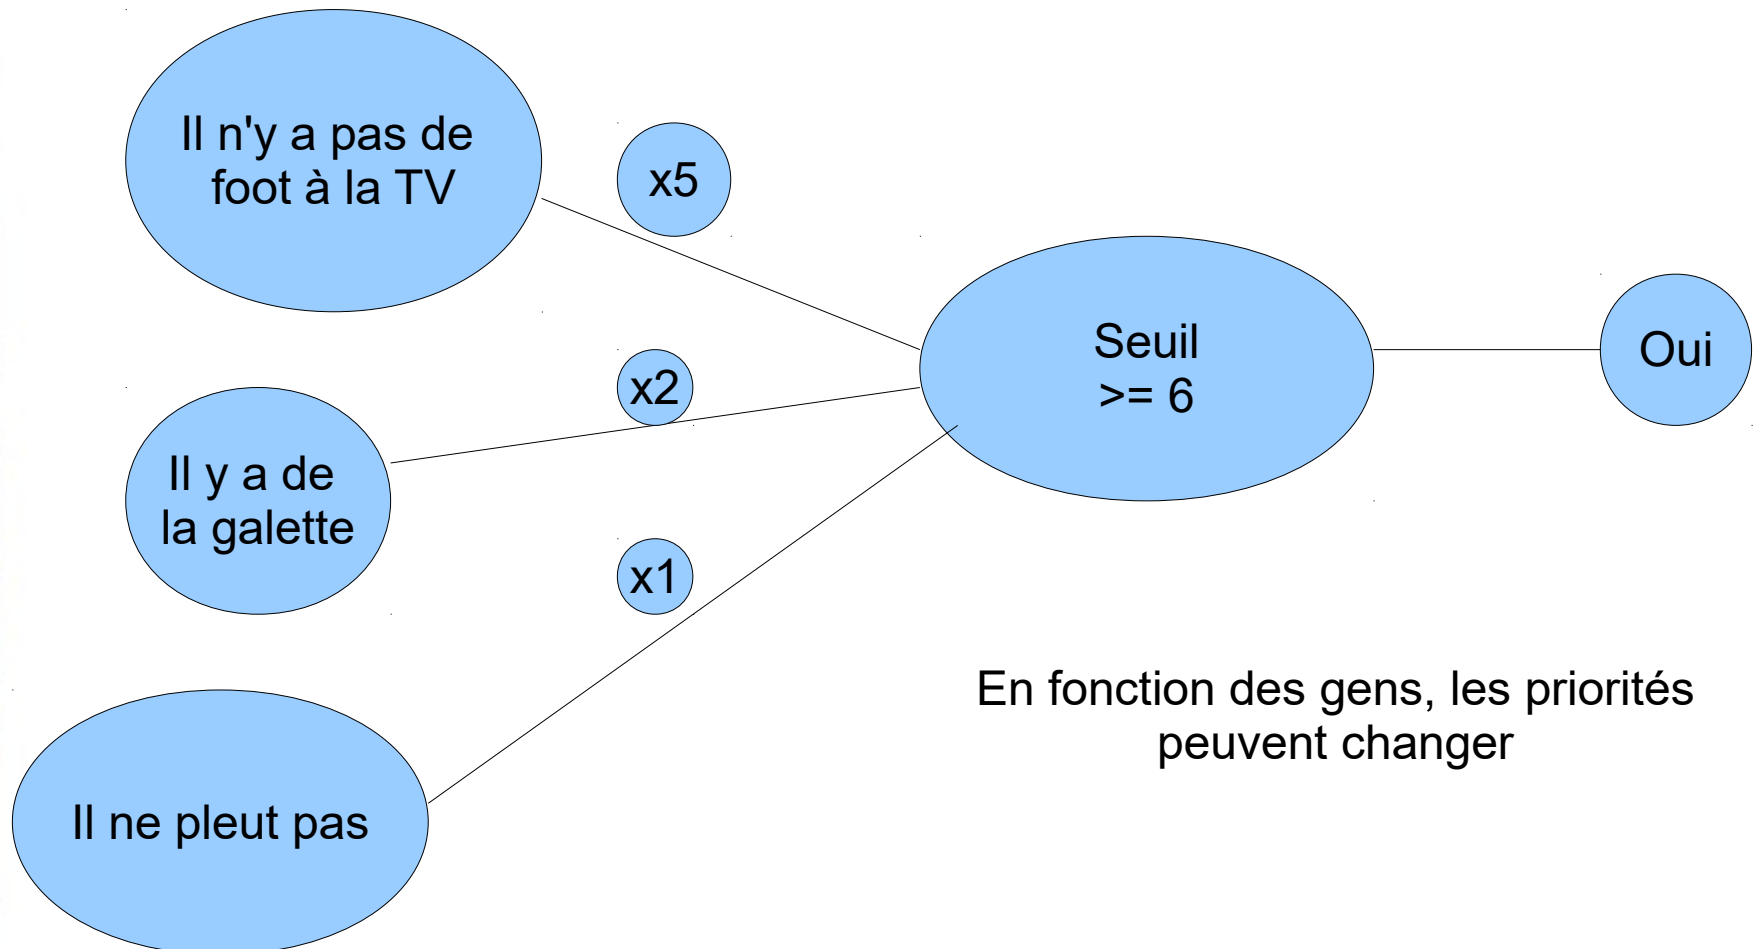 Il n'y a pas de
foot à la TV
x5
Seuil
>= 6
Oui
x2
Il y a de
la galette
x1
En fonction des gens, les priorités
peuvent changer
Il ne pleut pas